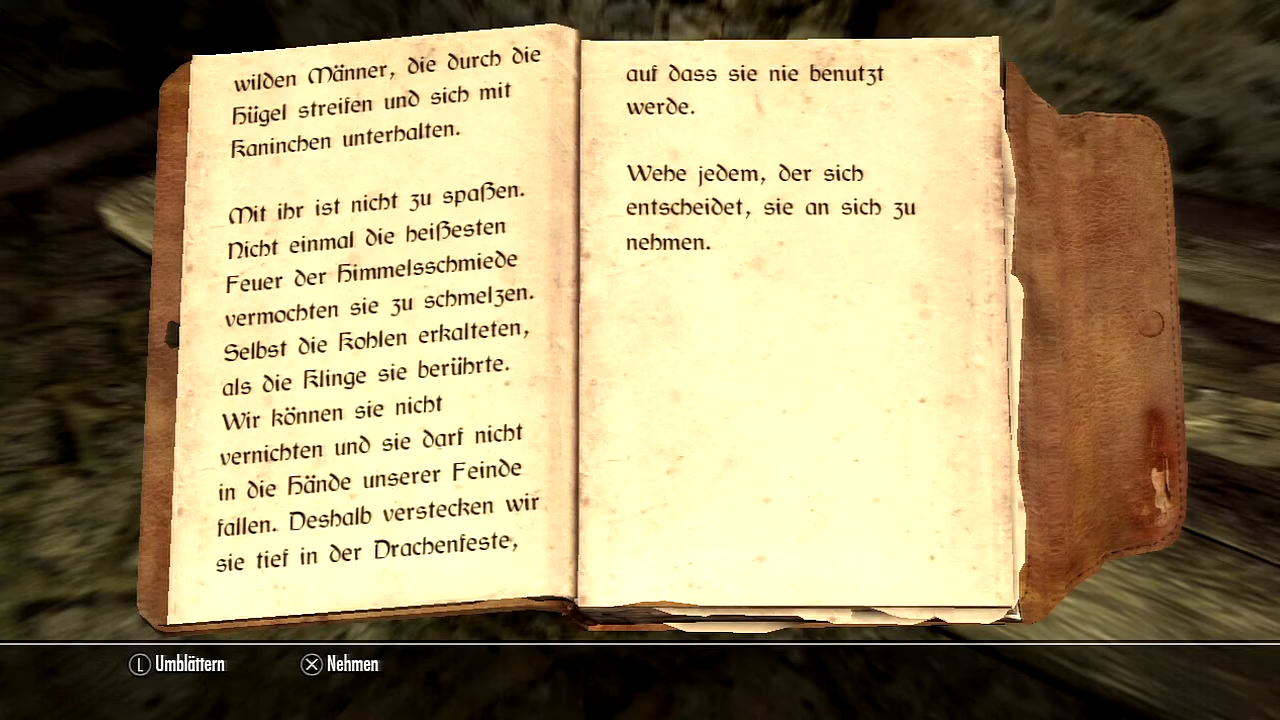 wilden Männer, die durch die
Hügel streifen und sich mit
Kaninchen unterhalten.
Mit ihr ist nicht zu spaßen.
Nicht einmal die heißesten
Feuer der Himmelsschmiede
vermochten sie zu schmelzen.
Selbst die Kohlen erkalteten,
als die Klinge sie berührte.
Wir können sie nicht
vernichten und sie darf nicht
in die Hände unserer Feinde
fallen. Deshalb verstecken wir
sie tief in der Drachenfeste,
auf dass sie nie benutzt
werde.
Wehe jedem, der sich
entscheidet, sie an sich zu
nehmen.
L Umblättern X Nehmen